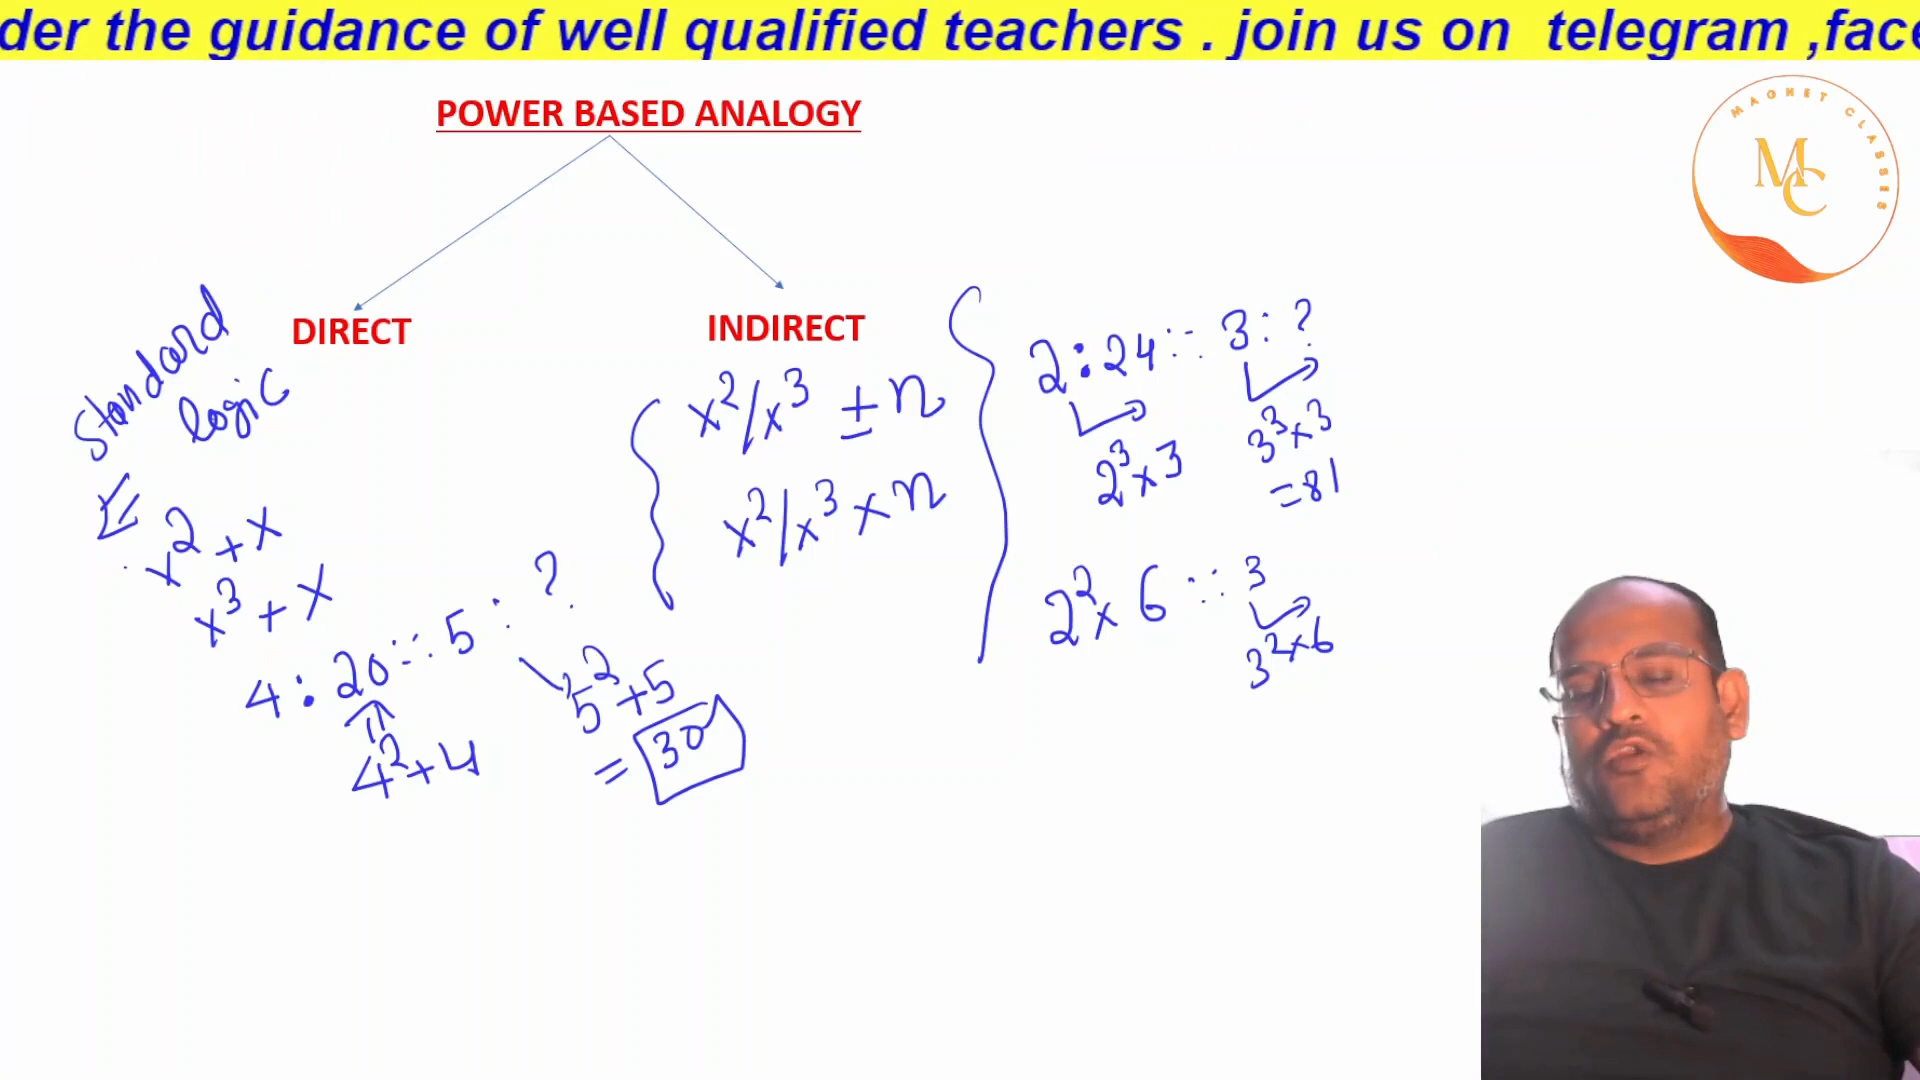 der the guidance of well qualified teachers . join us on telegram ,face
POWER BASED ANALOGY
MAGNET CLASSES
MC
DIRECT
INDIRECT
Standard
logic
x²+x
x³+x
4:20::5:?
4²+4
5²+5
=30
x²/x³ ± n
x²/x³ × n
2:24::3:?
2³×3
3³×3
=81
2²×6::3
3²×6